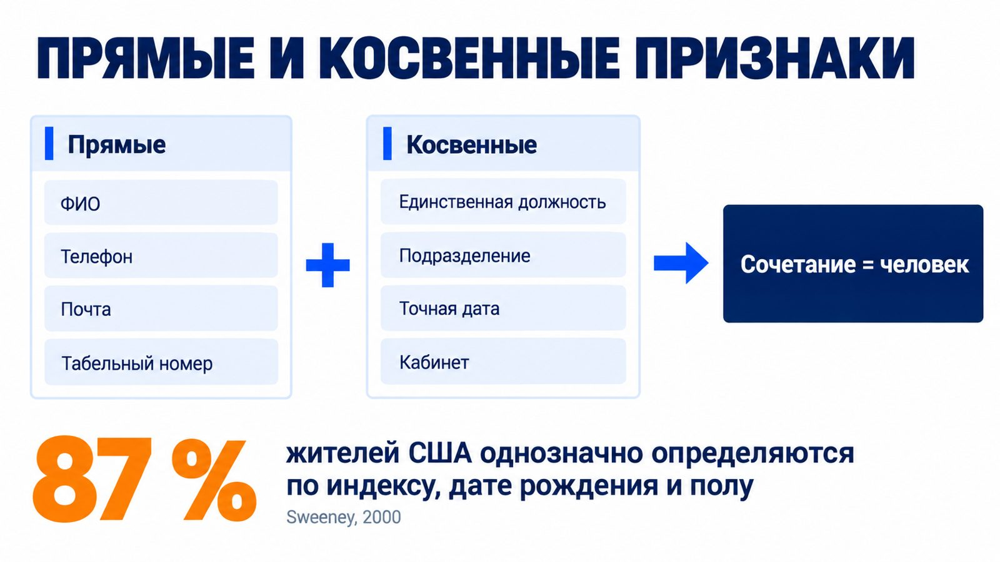 ПРЯМЫЕ И КОСВЕННЫЕ ПРИЗНАКИ
Прямые
ФИО
Телефон
Почта
Табельный номер
+
Косвенные
Единственная должность
Подразделение
Точная дата
Кабинет
Сочетание = человек
87 %
жителей США однозначно определяются
по индексу, дате рождения и полу
Sweeney, 2000